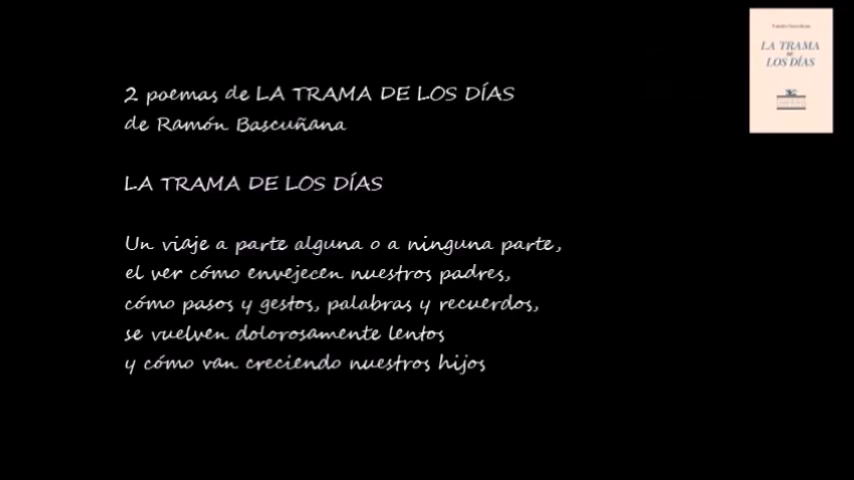 2 poemas de LA TRAMA DE LOS DÍAS
de Ramón Bascuñana
LA TRAMA DE LOS DÍAS
Un viaje a parte alguna o a ninguna parte,
el ver cómo envejecen nuestros padres,
cómo pasos y gestos, palabras y recuerdos,
se vuelven dolorosamente lentos
y cómo van creciendo nuestros hijos
LA TRAMA
DE
LOS DÍAS